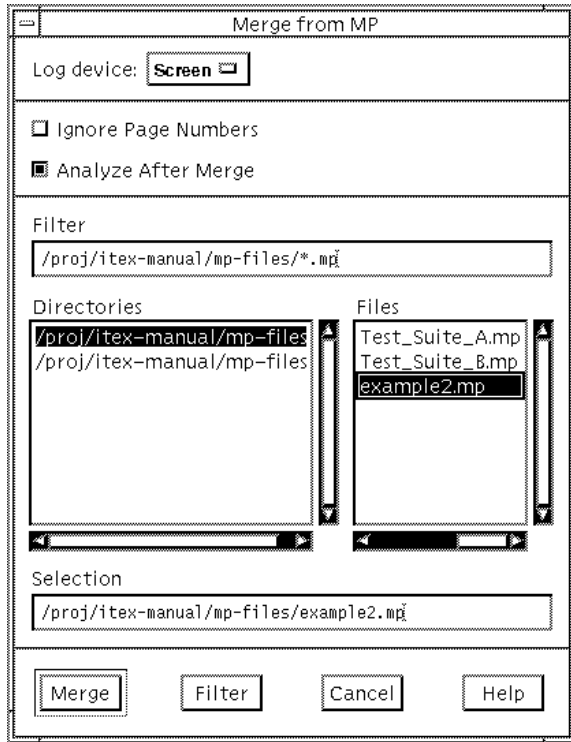 Merge from MP
Log device: Screen
Ignore Page Numbers
Analyze After Merge
Filter
/proj/itex-manual/mp-files/*.mp
Directories
/proj/itex-manual/mp-files
/proj/itex-manual/mp-files
Files
Test_Suite_A.mp
Test_Suite_B.mp
example2.mp
Selection
/proj/itex-manual/mp-files/example2.mp
Merge Filter Cancel Help